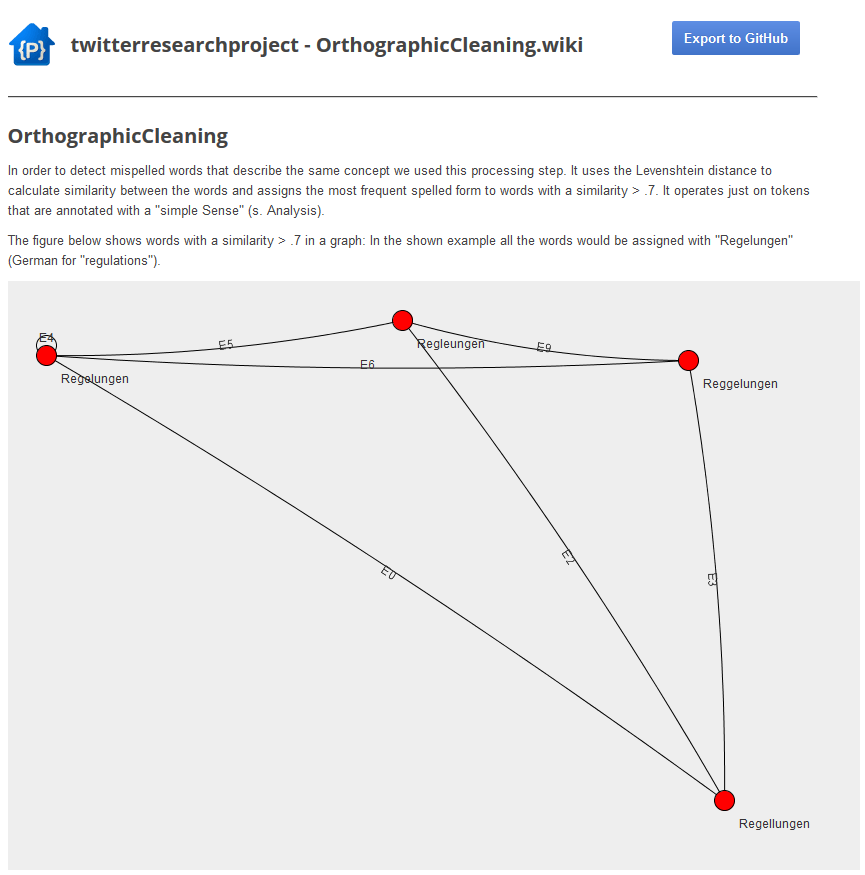 {P}
twitterresearchproject - OrthographicCleaning.wiki
Export to GitHub
OrthographicCleaning
In order to detect mispelled words that describe the same concept we used this processing step. It uses the Levenshtein distance to
calculate similarity between the words and assigns the most frequent spelled form to words with a similarity > .7. It operates just on tokens
that are annotated with a "simple Sense" (s. Analysis).
The figure below shows words with a similarity > .7 in a graph: In the shown example all the words would be assigned with "Regelungen"
(German for "regulations").
E4
E5
Regleungen
E9
E6
Regelungen
Reggelungen
E2
E0
E3
Regellungen